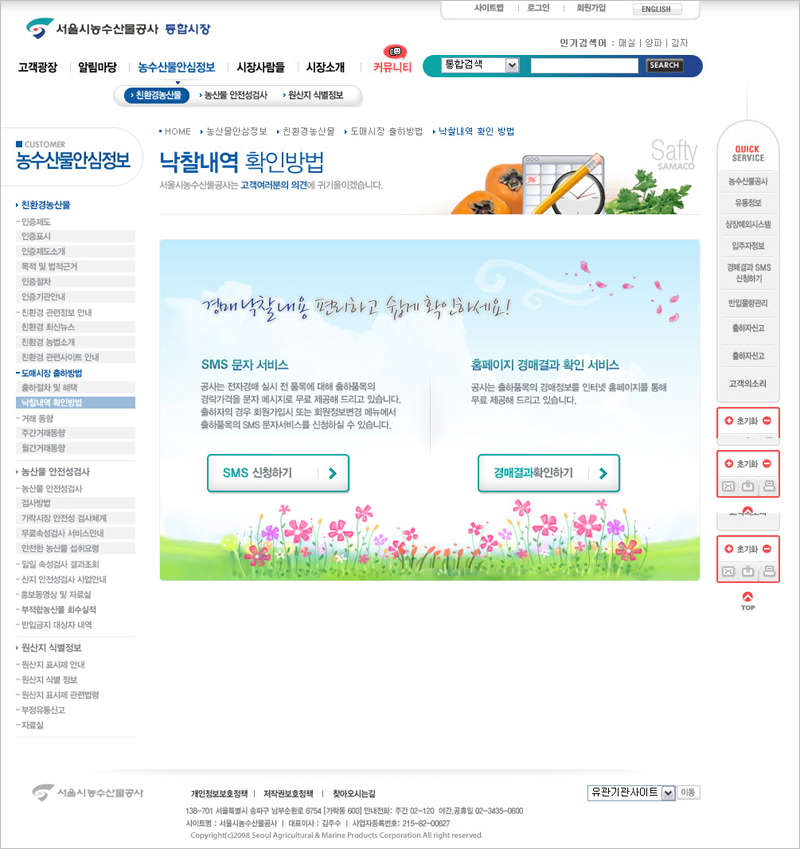 사이트맵 로그인 회원가입 ENGLISH
서울시농수산물공사 통합시장
인기검색어 : 매실 | 양파 | 감자
고객광장 알림마당 농수산물안심정보 시장사람들 시장소개 커뮤니티
통합검색 SEARCH
친환경농산물 농산물 안전성검사 원산지 식별정보
HOME 농산물안심정보 친환경농산물 도매시장 출하방법 낙찰내역 확인 방법
CUSTOMER
농수산물안심정보
낙찰내역 확인방법
서울시농수산물공사는 고객여러분의 의견에 귀기울이겠습니다.
Safty
SAMACO
친환경농산물
- 인증제도
인증표시
인증제도소개
목적 및 법적근거
인증절차
인증기관안내
- 친환경 관련정보 안내
친환경 최신뉴스
친환경 농법소개
친환경 관련사이트 안내
- 도매시장 출하방법
출하절차 및 혜택
낙찰내역 확인방법
- 거래 동향
주간거래동향
월간거래동향
농산물 안전성검사
- 농산물 안전성검사
검사방법
가락시장 안전성 검사체계
무료속성검사 서비스안내
안전한 농산물 섭취요령
- 일일 속성검사 결과조회
- 산지 안전성검사 사업안내
- 홍보동영상 및 자료실
- 부적합농산물 회수실적
- 반입금지 대상자 내역
원산지 식별정보
- 원산지 표시제 안내
- 원산지 식별 정보
- 원산지 표시제 관련법령
- 부정유통신고
- 자료실
경매낙찰내용 편리하고 쉽게 확인하세요!
SMS 문자 서비스
공사는 전자경매 실시 전 품목에 대해 출하품목의
경락가격을 문자 메시지로 무료 제공해 드리고 있습니다.
출하자의 경우 회원가입시 또는 회원정보변경 메뉴에서
출하품목의 SMS 문자서비스를 신청하실 수 있습니다.
SMS 신청하기
홈페이지 경매결과 확인 서비스
공사는 출하품목의 경매정보를 인터넷 홈페이지를 통해
무료 제공해 드리고 있습니다.
경매결과확인하기
QUICK
SERVICE
농수산물공사
유통정보
상장예외시스템
입주자정보
경매결과 SMS
신청하기
반입물량관리
출하자신고
출하자신고
고객의소리
초기화
초기화
초기화
TOP
서울시농수산물공사
개인정보보호정책 | 저작권보호정책 | 찾아오시는길
유관기관사이트 이동
138-701 서울특별시 송파구 남부순환로 6754 [가락동 600] 안내전화: 주간 02-120 야간,공휴일 02-3435-0600
사이트명 : 서울시농수산물공사 | 대표이사 : 김주수 | 사업자등록번호: 215-82-00627
Copyright(c)2008 Seoul Agricultural & Marine Products Corporation All right reserved.